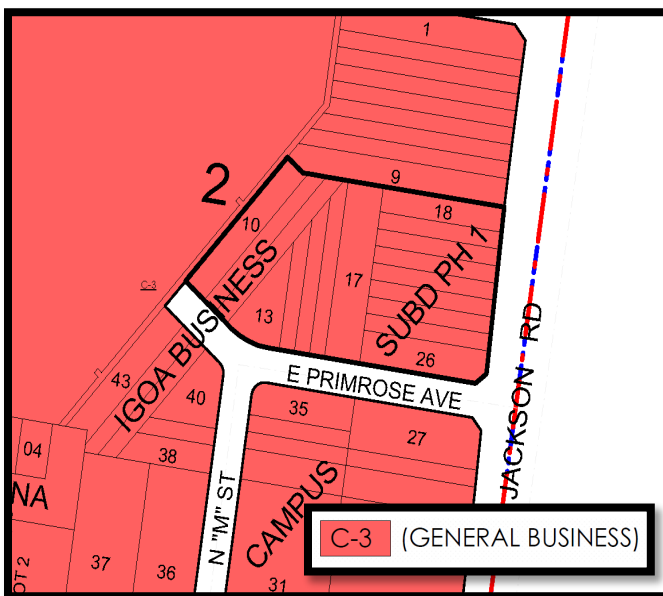 1
2
9
10
18
C-3
17
IGOA BUSINESS
SUBD PH 1
13
26
E PRIMROSE AVE
JACKSON RD
43
40
35
27
38
04
NA
N "M" ST
CAMPUS
C-3 (GENERAL BUSINESS)
37
36
31
OT 2